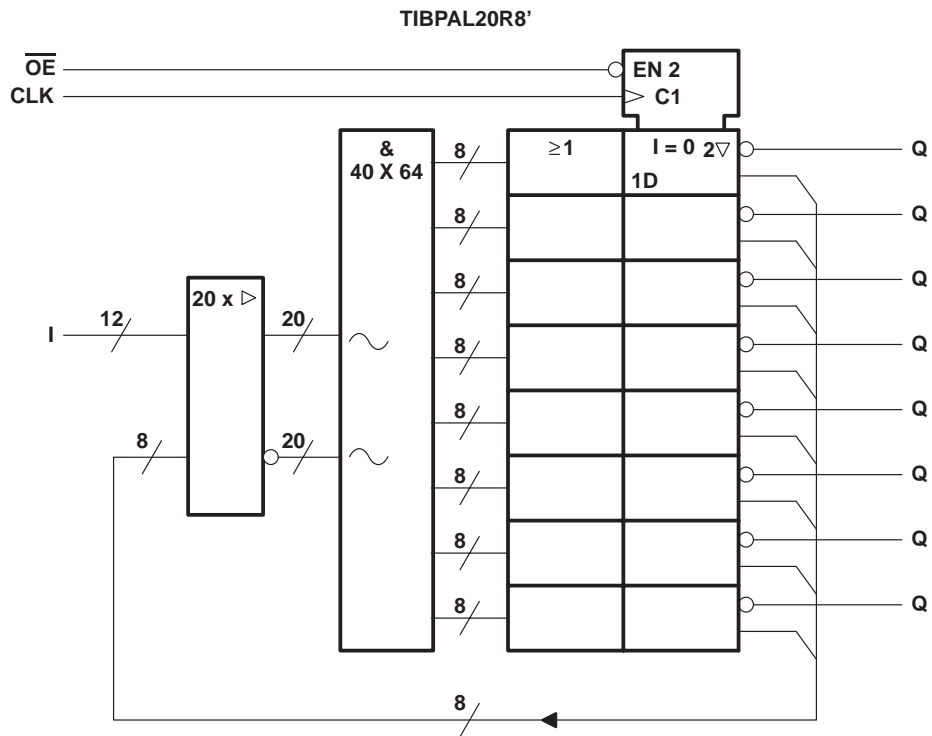 TIBPAL20R8’
O̅E̅
EN 2
CLK
C1
&
40 X 64
8
≥1
I = 0 2▽
1D
Q
8
Q
8
Q
20 x ▷
I
12
20
8
Q
8
Q
8
20
8
Q
8
Q
8
Q
8